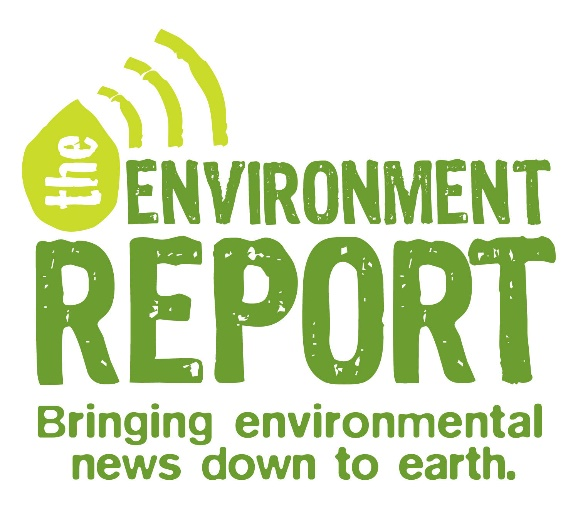 the
ENVIRONMENT
REPORT
Bringing environmental
news down to earth.